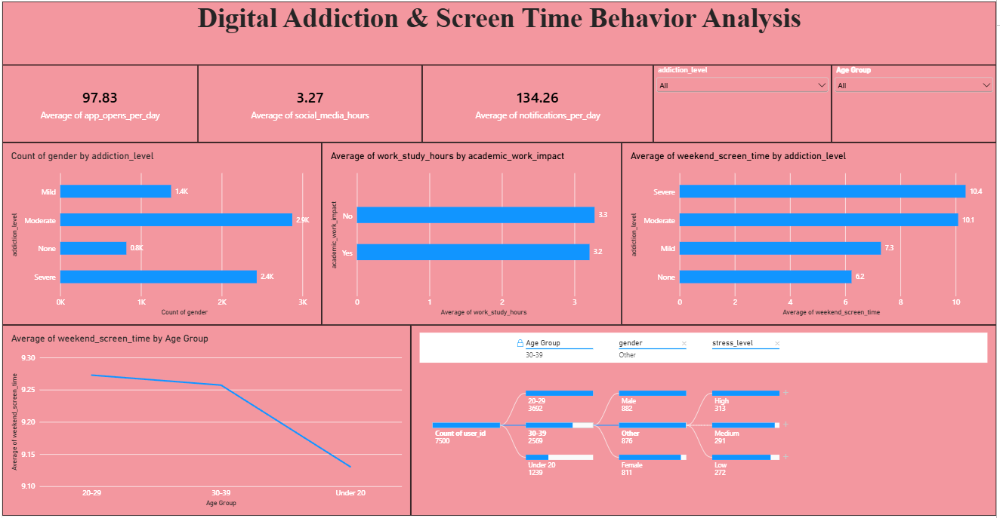 Digital Addiction & Screen Time Behavior Analysis
97.83
Average of app_opens_per_day
3.27
Average of social_media_hours
134.26
Average of notifications_per_day
addiction_level
All
Age Group
All
Count of gender by addiction_level
addiction_level
Mild
1.4K
Moderate
2.9K
None
0.8K
Severe
2.4K
0K 1K 2K 3K
Count of gender
Average of work_study_hours by academic_work_impact
academic_work_impact
No
3.3
Yes
3.2
0 1 2 3
Average of work_study_hours
Average of weekend_screen_time by addiction_level
addiction_level
Severe
10.4
Moderate
10.1
Mild
7.3
None
6.2
0 2 4 6 8 10
Average of weekend_screen_time
Average of weekend_screen_time by Age Group
Average of weekend_screen_time
9.30
9.25
9.20
9.15
9.10
20-29 30-39 Under 20
Age Group
Age Group
30-39
gender
Other
stress_level
Count of user_id
7500
20-29
3692
30-39
2569
Under 20
1239
Male
882
Other
876
Female
811
High
313
Medium
291
Low
272